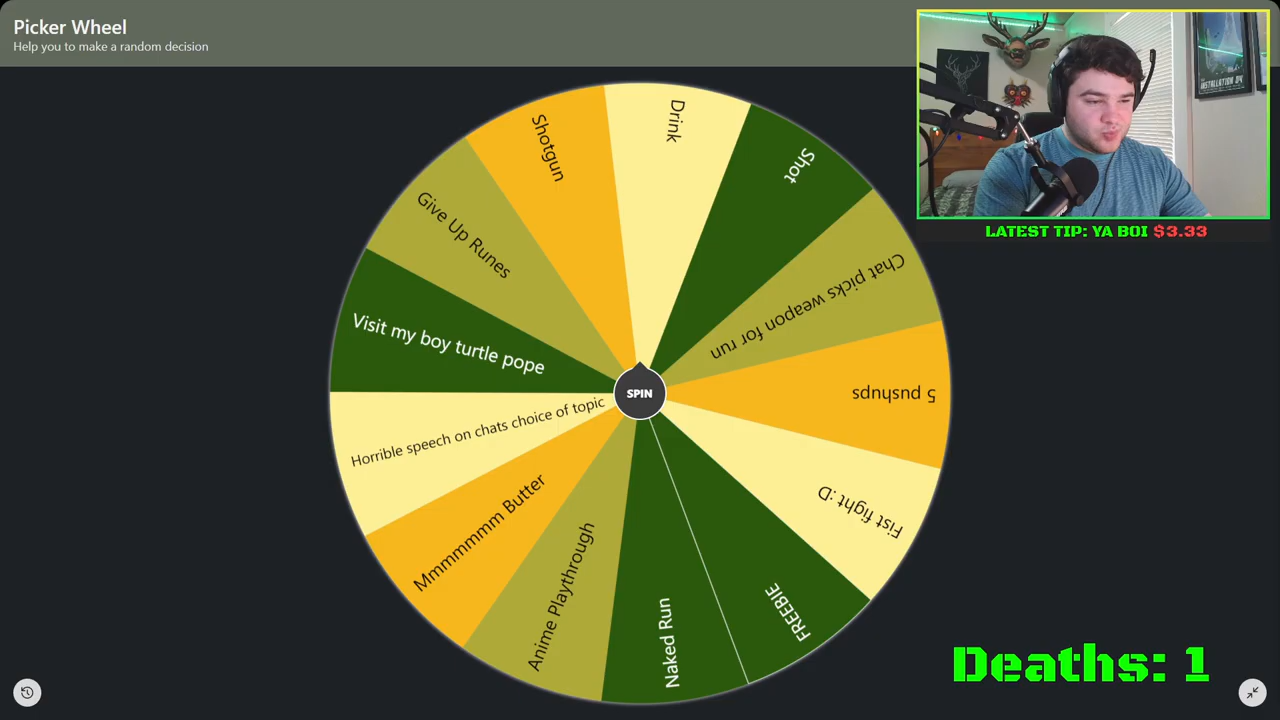 Picker Wheel
Help you to make a random decision
INSTALLATION 04
LATEST TIP: YA BOI $3.33
Drink
Shot
Chat picks weapon for run
5 pushups
Fist fight :D
FREEBIE
Naked Run
Anime Playthrough
Mmmmmmm Butter
Horrible speech on chats choice of topic
Visit my boy turtle pope
Give Up Runes
Shotgun
SPIN
Deaths: 1